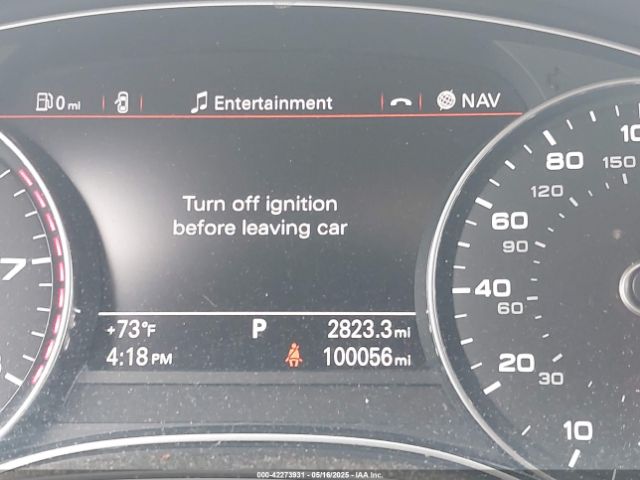 0 mi Entertainment NAV
Turn off ignition
before leaving car
+73°F P 2823.3 mi
4:18 PM 100056 mi
7
80
60
40
20
10
150
120
90
60
30
000-42273931 - 05/16/2025 - IAA Inc.